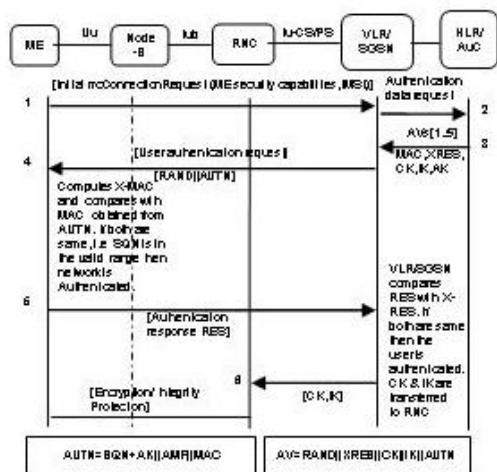 ME
Uu
Node
-B
Iub
RNC
Iu-CS/PS
VLR/
SGSN
HLR/
AuC
[Initial rrcConnectionRequest (ME security capabilities, IMSI)]
Authentication
data request
1
2
AVs[1..5]
3
MAC, XRES,
CK, IK, AK
4
[User authentication request]
[RAND||AUTN]
Computes X-MAC
and compares with
MAC obtained from
AUTN. If both are
same, i.e SQN is in
the valid range then
network is
Authenticated.
5
[Authentication
response RES]
VLR/SGSN
compares
RES with X-
RES. If
both are same
then the
user is
authenticated.
CK & IK are
transferred
to RNC
6
[CK, IK]
[Encryption/ Integrity
Protection]
AUTN= SQN+ AK||AMF||MAC
AV= RAND||XRES||CK||IK||AUTN